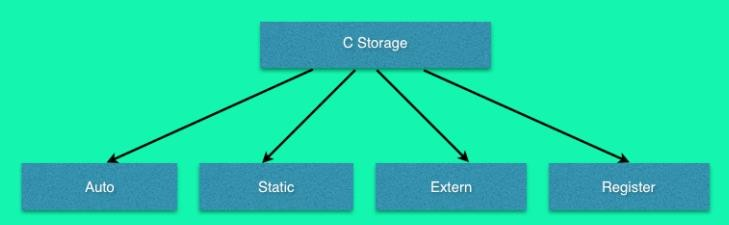 C Storage
Auto
Static
Extern
Register